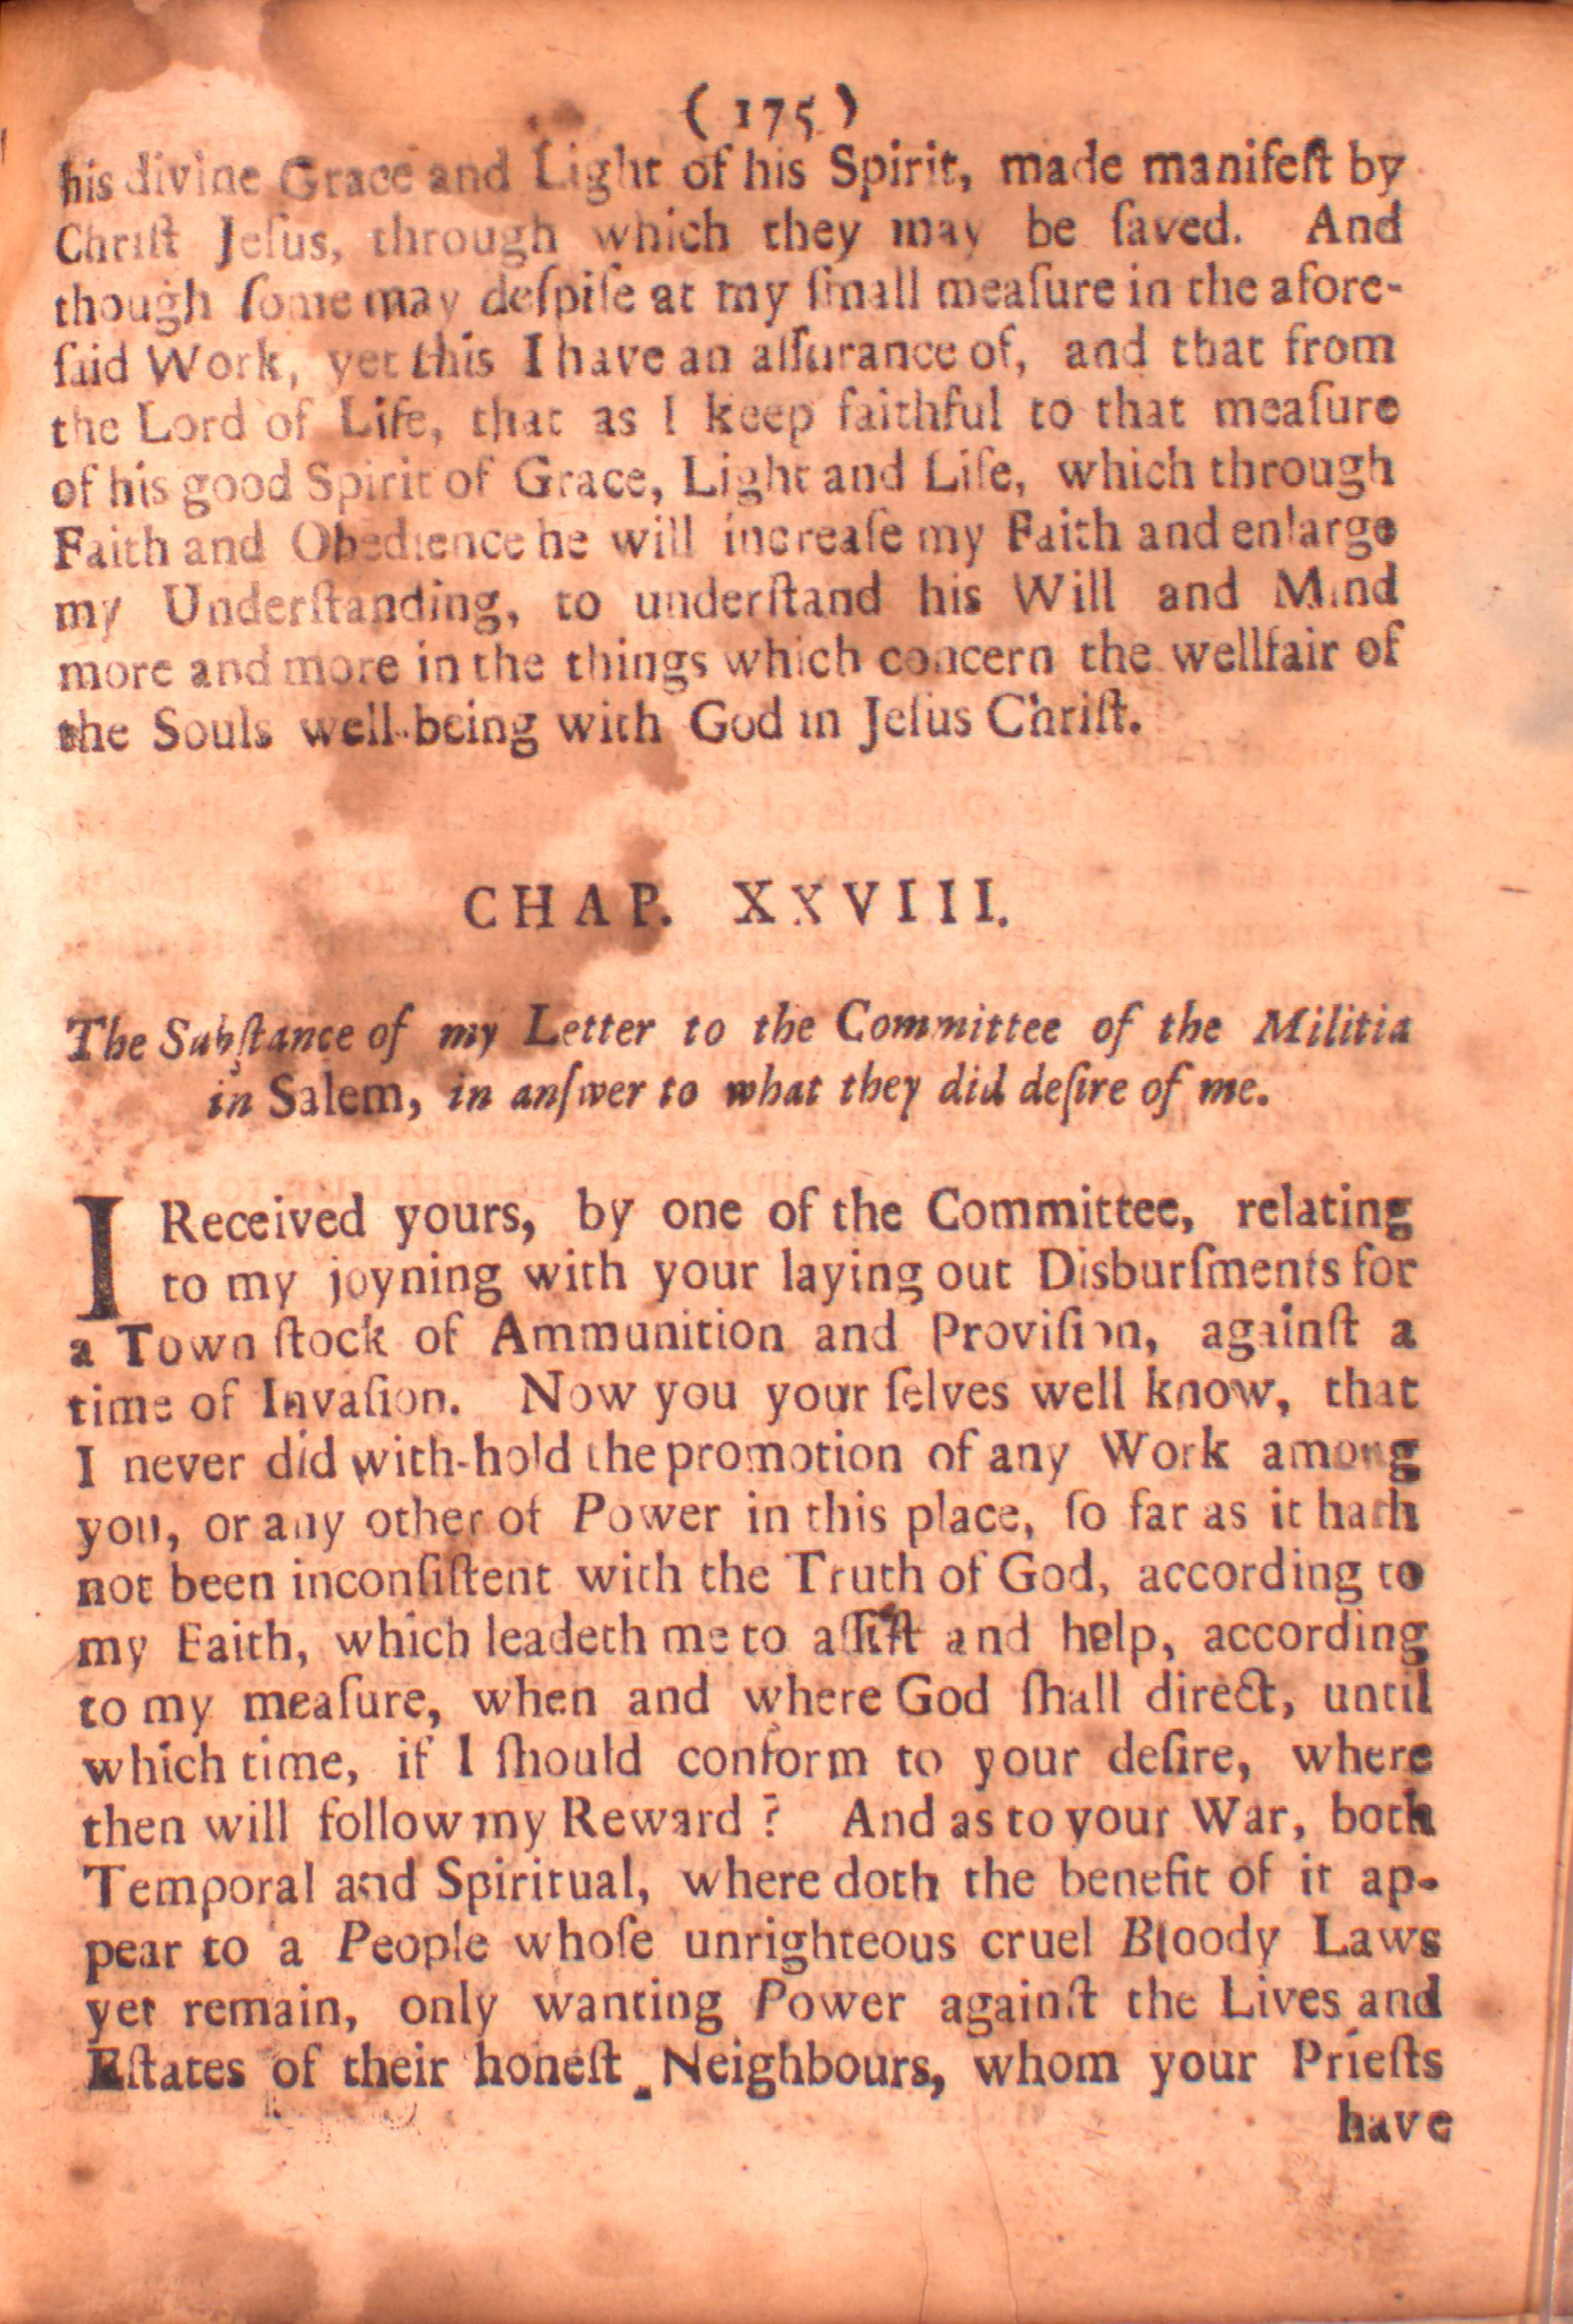 ( 175 )
his divine Grace and Light of his Spirit, made manifeſt by
Chriſt Jeſus, through which they may be ſaved. And
though ſome may deſpiſe at my ſmall meaſure in the afore-
ſaid Work, yet this I have an aſſurance of, and that from
the Lord of Life, that as I keep faithful to that meaſure
of his good Spirit of Grace, Light and Life, which through
Faith and Obedience he will increaſe my Faith and enlarge
my Underſtanding, to underſtand his Will and Mind
more and more in the things which concern the wellfair of
the Souls well-being with God in Jeſus Chriſt.
CHAP. XXVIII.
The Subſtance of my Letter to the Committee of the Militia
in Salem, in anſwer to what they did deſire of me.
I Received yours, by one of the Committee, relating
to my joyning with your laying out Disburſments for
a Town ſtock of Ammunition and Proviſion, againſt a
time of Invaſion. Now you your ſelves well know, that
I never did with-hold the promotion of any Work among
you, or any other of Power in this place, ſo far as it hath
not been inconſiſtent with the Truth of God, according to
my Faith, which leadeth me to aſſiſt and help, according
to my meaſure, when and where God ſhall direct, until
which time, if I ſhould conform to your deſire, where
then will follow my Reward ? And as to your War, both
Temporal and Spiritual, where doth the benefit of it ap-
pear to a People whoſe unrighteous cruel Bloody Laws
yet remain, only wanting Power againſt the Lives and
Eſtates of their honeſt Neighbours, whom your Prieſts
have